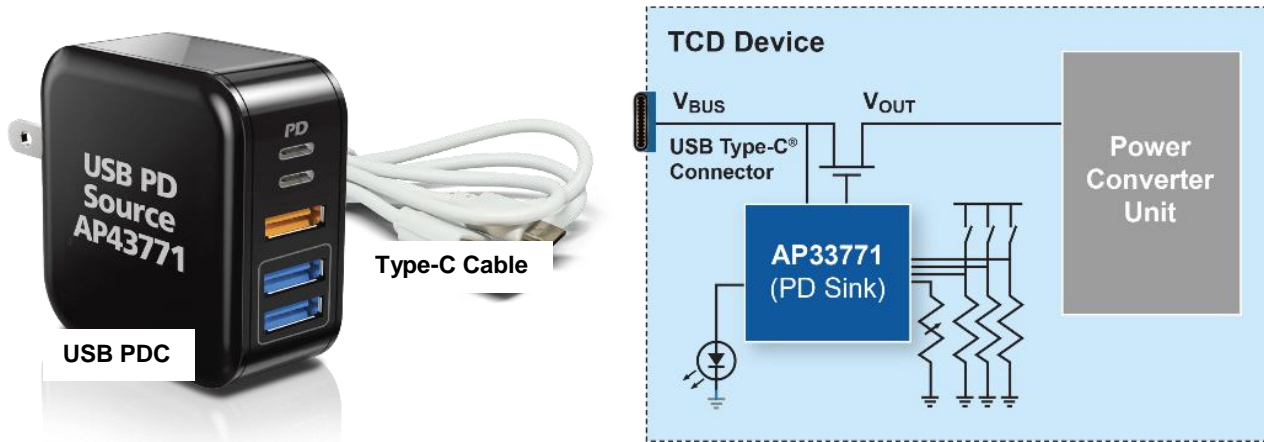 PD
USB PD
Source
AP43771
Type-C Cable
USB PDC
TCD Device
VBUS
VOUT
USB Type-C®
Connector
Power
Converter
Unit
AP33771
(PD Sink)